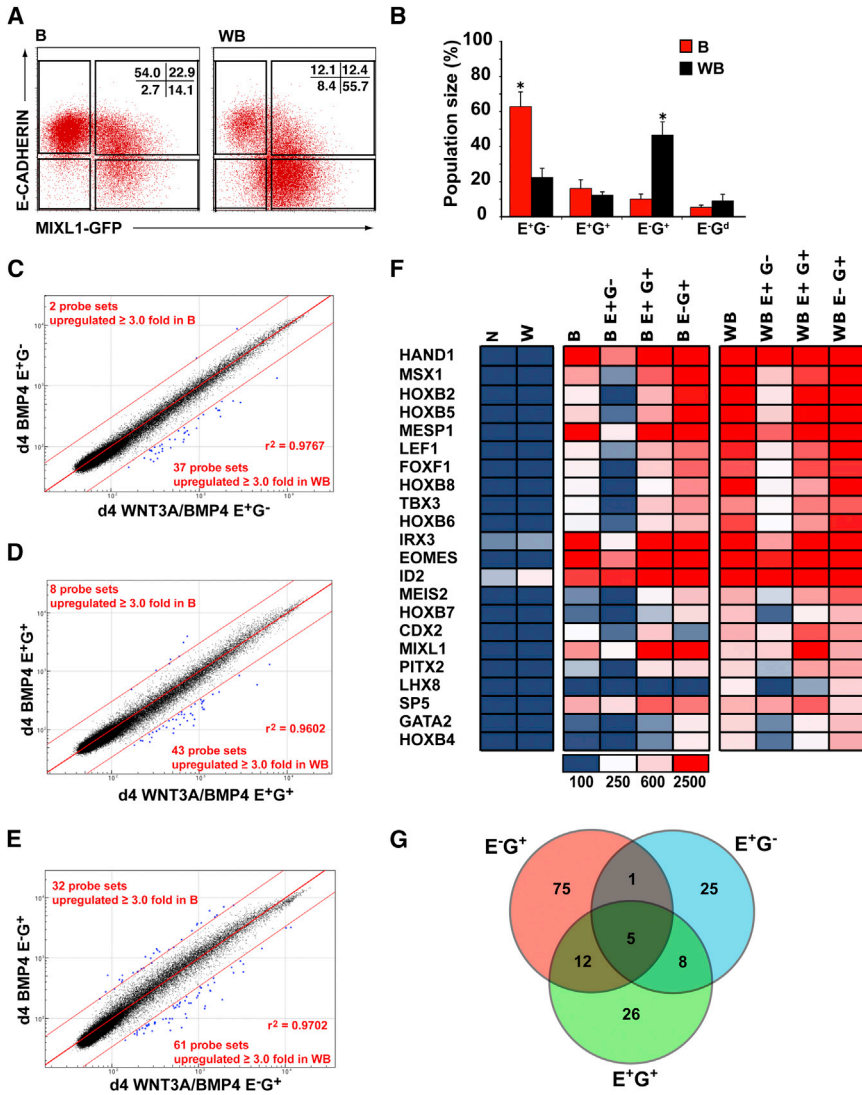 A
B
WB
54.0 22.9
2.7 14.1
12.1 12.4
8.4 55.7
E-CADHERIN
MIXL1-GFP
B
Population size (%)
100
80
60
40
20
0
B
WB
*
*
E+G- E+G+ E-G+ E-Gd
C
2 probe sets
upregulated ≥ 3.0 fold in B
d4 BMP4 E+G-
r2 = 0.9767
37 probe sets
upregulated ≥ 3.0 fold in WB
d4 WNT3A/BMP4 E+G-
D
8 probe sets
upregulated ≥ 3.0 fold in B
d4 BMP4 E+G+
r2 = 0.9602
43 probe sets
upregulated ≥ 3.0 fold in WB
d4 WNT3A/BMP4 E+G+
E
32 probe sets
upregulated ≥ 3.0 fold in B
d4 BMP4 E-G+
r2 = 0.9702
61 probe sets
upregulated ≥ 3.0 fold in WB
d4 WNT3A/BMP4 E-G+
F
N
W
B
B E+G-
B E+ G+
B E-G+
WB
WB E+ G-
WB E+ G+
WB E- G+
HAND1
MSX1
HOXB2
HOXB5
MESP1
LEF1
FOXF1
HOXB8
TBX3
HOXB6
IRX3
EOMES
ID2
MEIS2
HOXB7
CDX2
MIXL1
PITX2
LHX8
SP5
GATA2
HOXB4
100 250 600 2500
G
E-G+
E+G-
75
1
25
5
12
8
26
E+G+